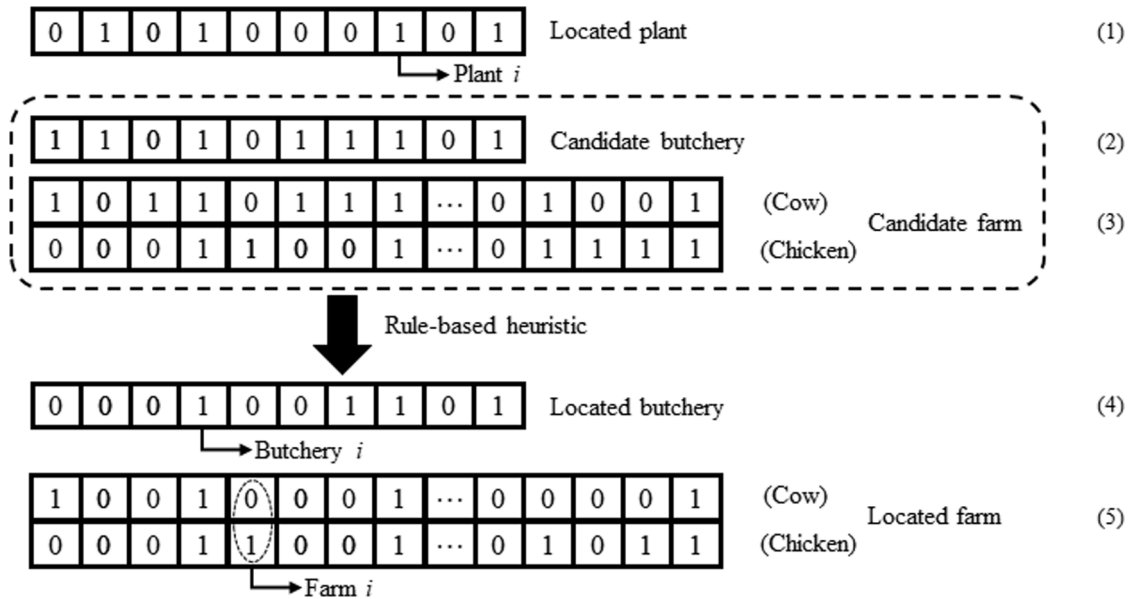 0 1 0 1 0 0 0 1 0 1 Located plant (1)
Plant i
1 1 0 1 0 1 1 1 0 1 Candidate butchery (2)
1 0 1 1 0 1 1 1 ... 0 1 0 0 1 (Cow)
Candidate farm (3)
0 0 0 1 1 0 0 1 ... 0 1 1 1 1 (Chicken)
Rule-based heuristic
0 0 0 1 0 0 1 1 0 1 Located butchery (4)
Butchery i
1 0 0 1 0 0 0 1 ... 0 0 0 0 1 (Cow)
Located farm (5)
0 0 0 1 1 0 0 1 ... 0 1 0 1 1 (Chicken)
Farm i